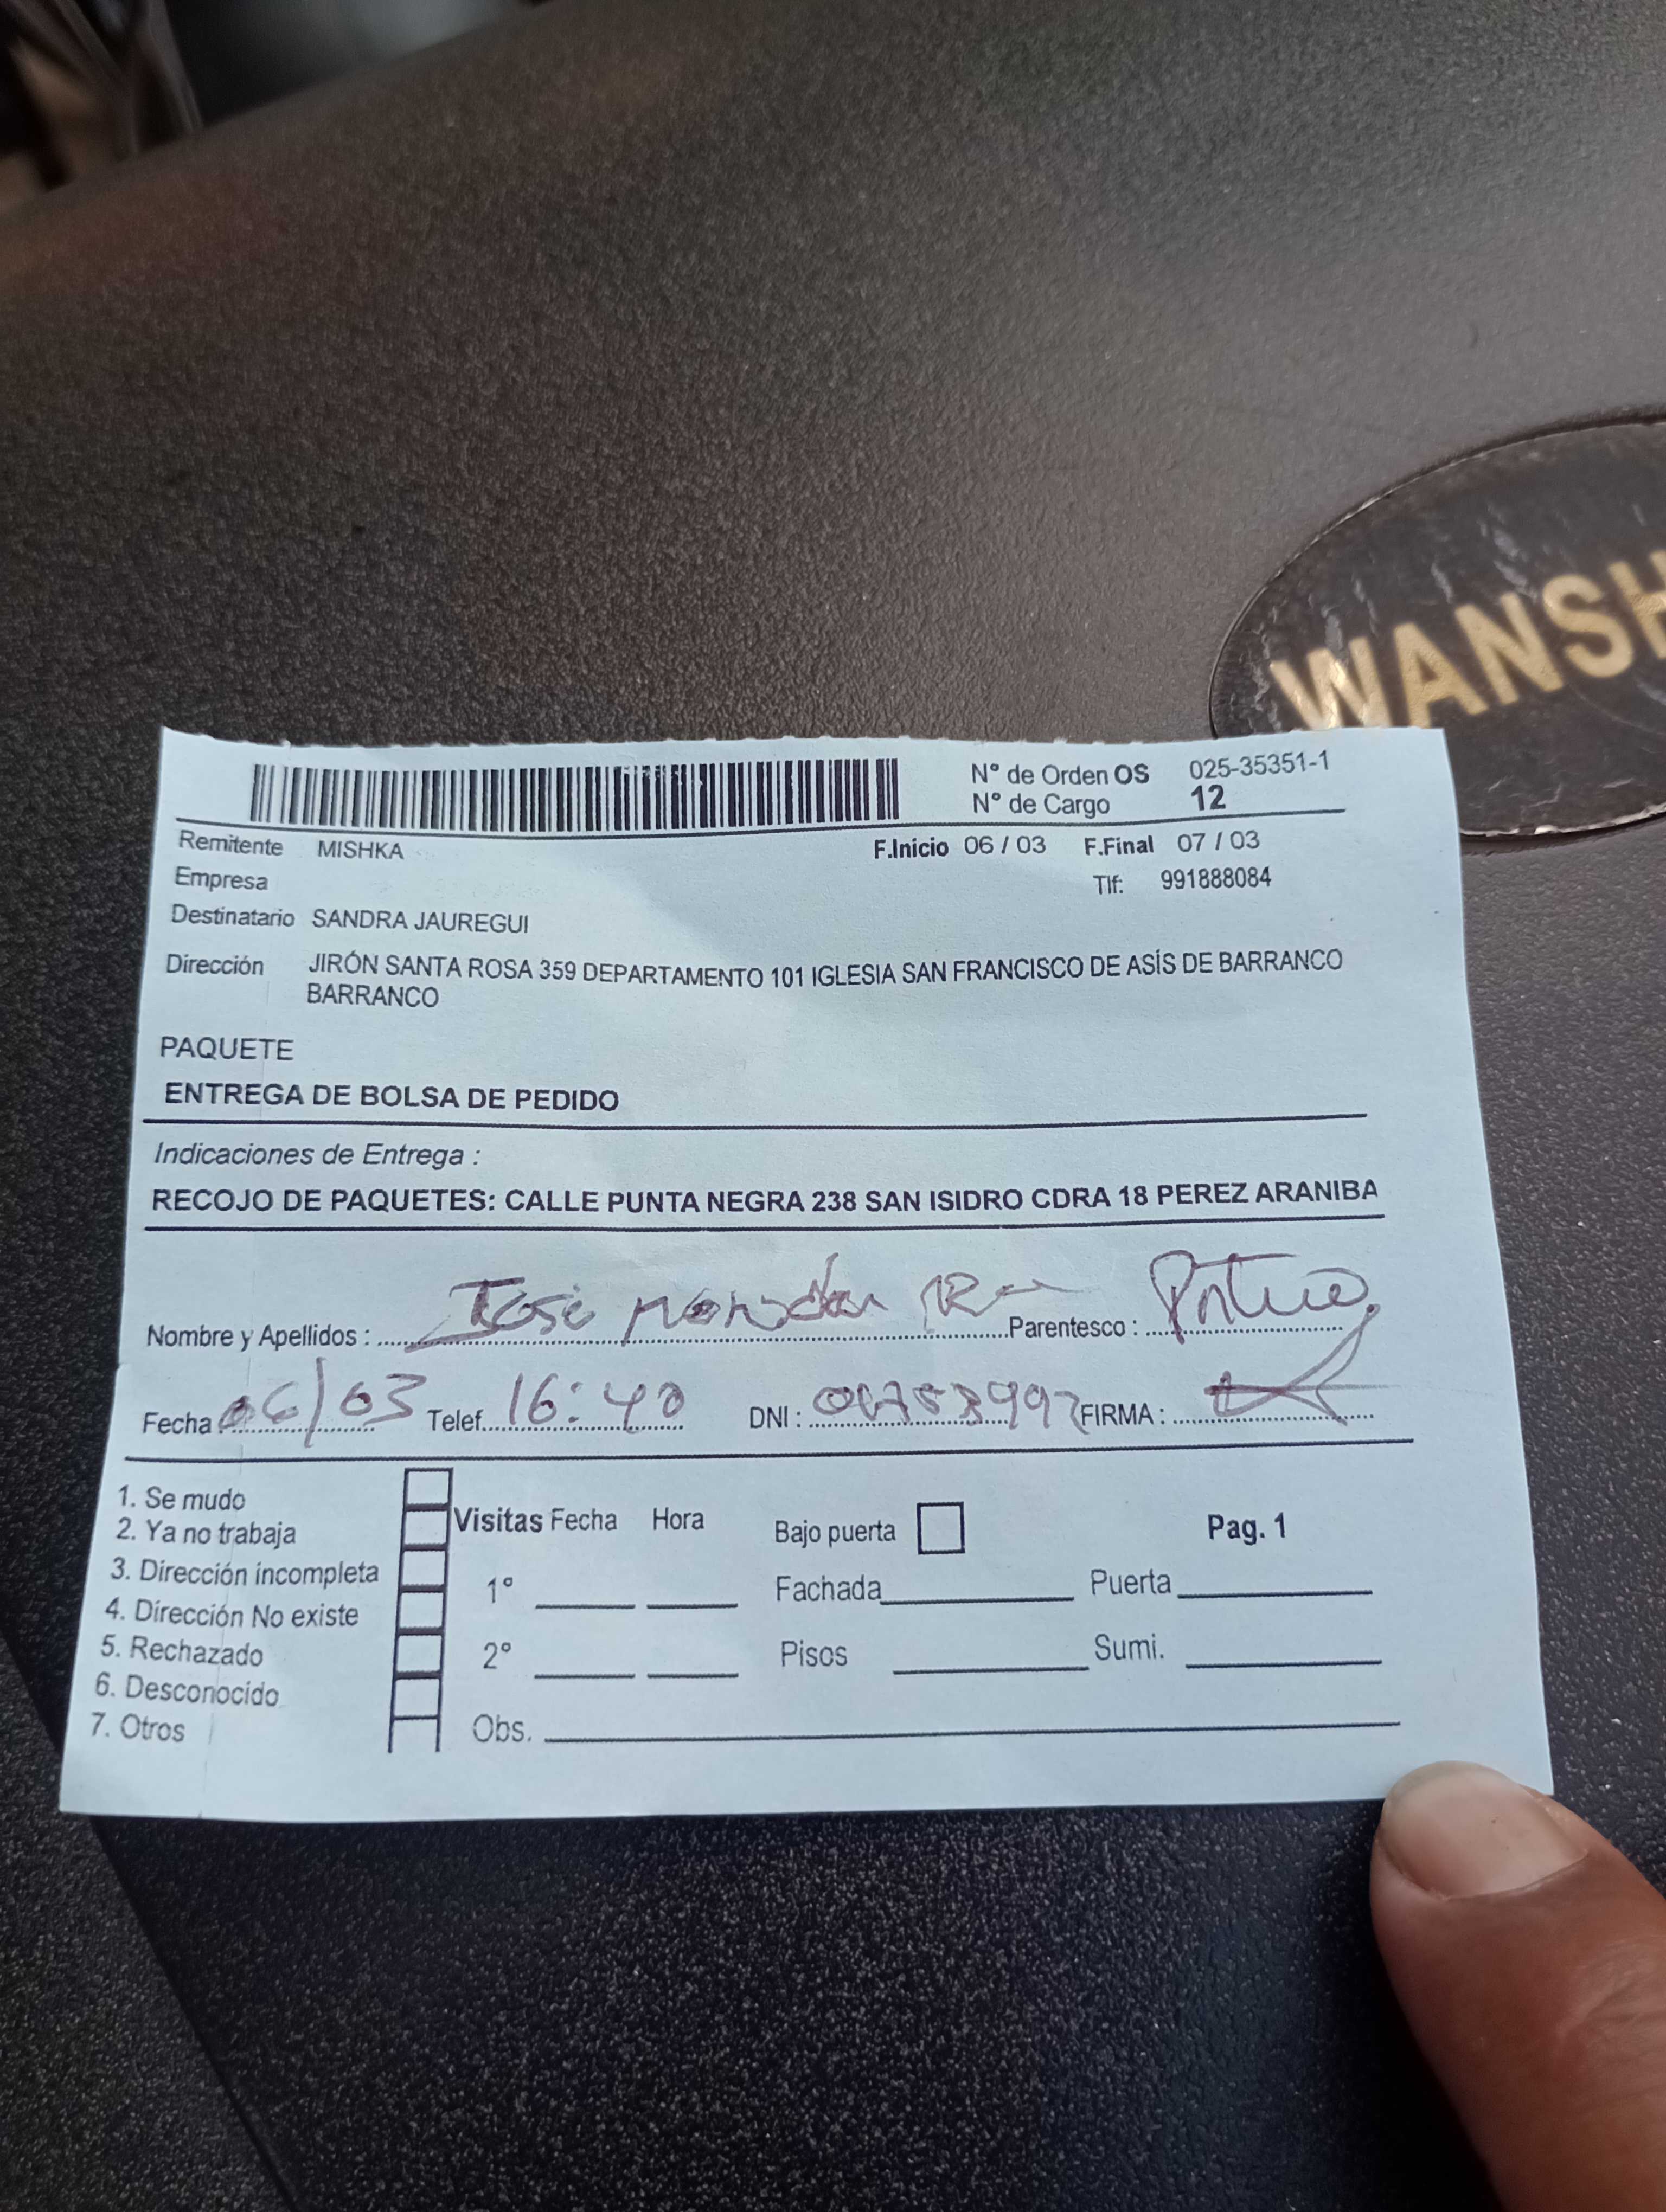 WANSH
N° de Orden OS 025-35351-1
N° de Cargo 12
Remitente MISHKA F.Inicio 06 / 03 F.Final 07 / 03
Empresa Tlf: 991888084
Destinatario SANDRA JAUREGUI
Dirección JIRÓN SANTA ROSA 359 DEPARTAMENTO 101 IGLESIA SAN FRANCISCO DE ASÍS DE BARRANCO
BARRANCO
PAQUETE
ENTREGA DE BOLSA DE PEDIDO
Indicaciones de Entrega :
RECOJO DE PAQUETES: CALLE PUNTA NEGRA 238 SAN ISIDRO CDRA 18 PEREZ ARANIBA
Nombre y Apellidos : José Parentesco :
Fecha 06/03 Telef. 16:40 DNI : FIRMA :
1. Se mudo
2. Ya no trabaja
3. Dirección incompleta
4. Dirección No existe
5. Rechazado
6. Desconocido
7. Otros
Visitas Fecha Hora Bajo puerta Pag. 1
1° Fachada Puerta
2° Pisos Sumi.
Obs.